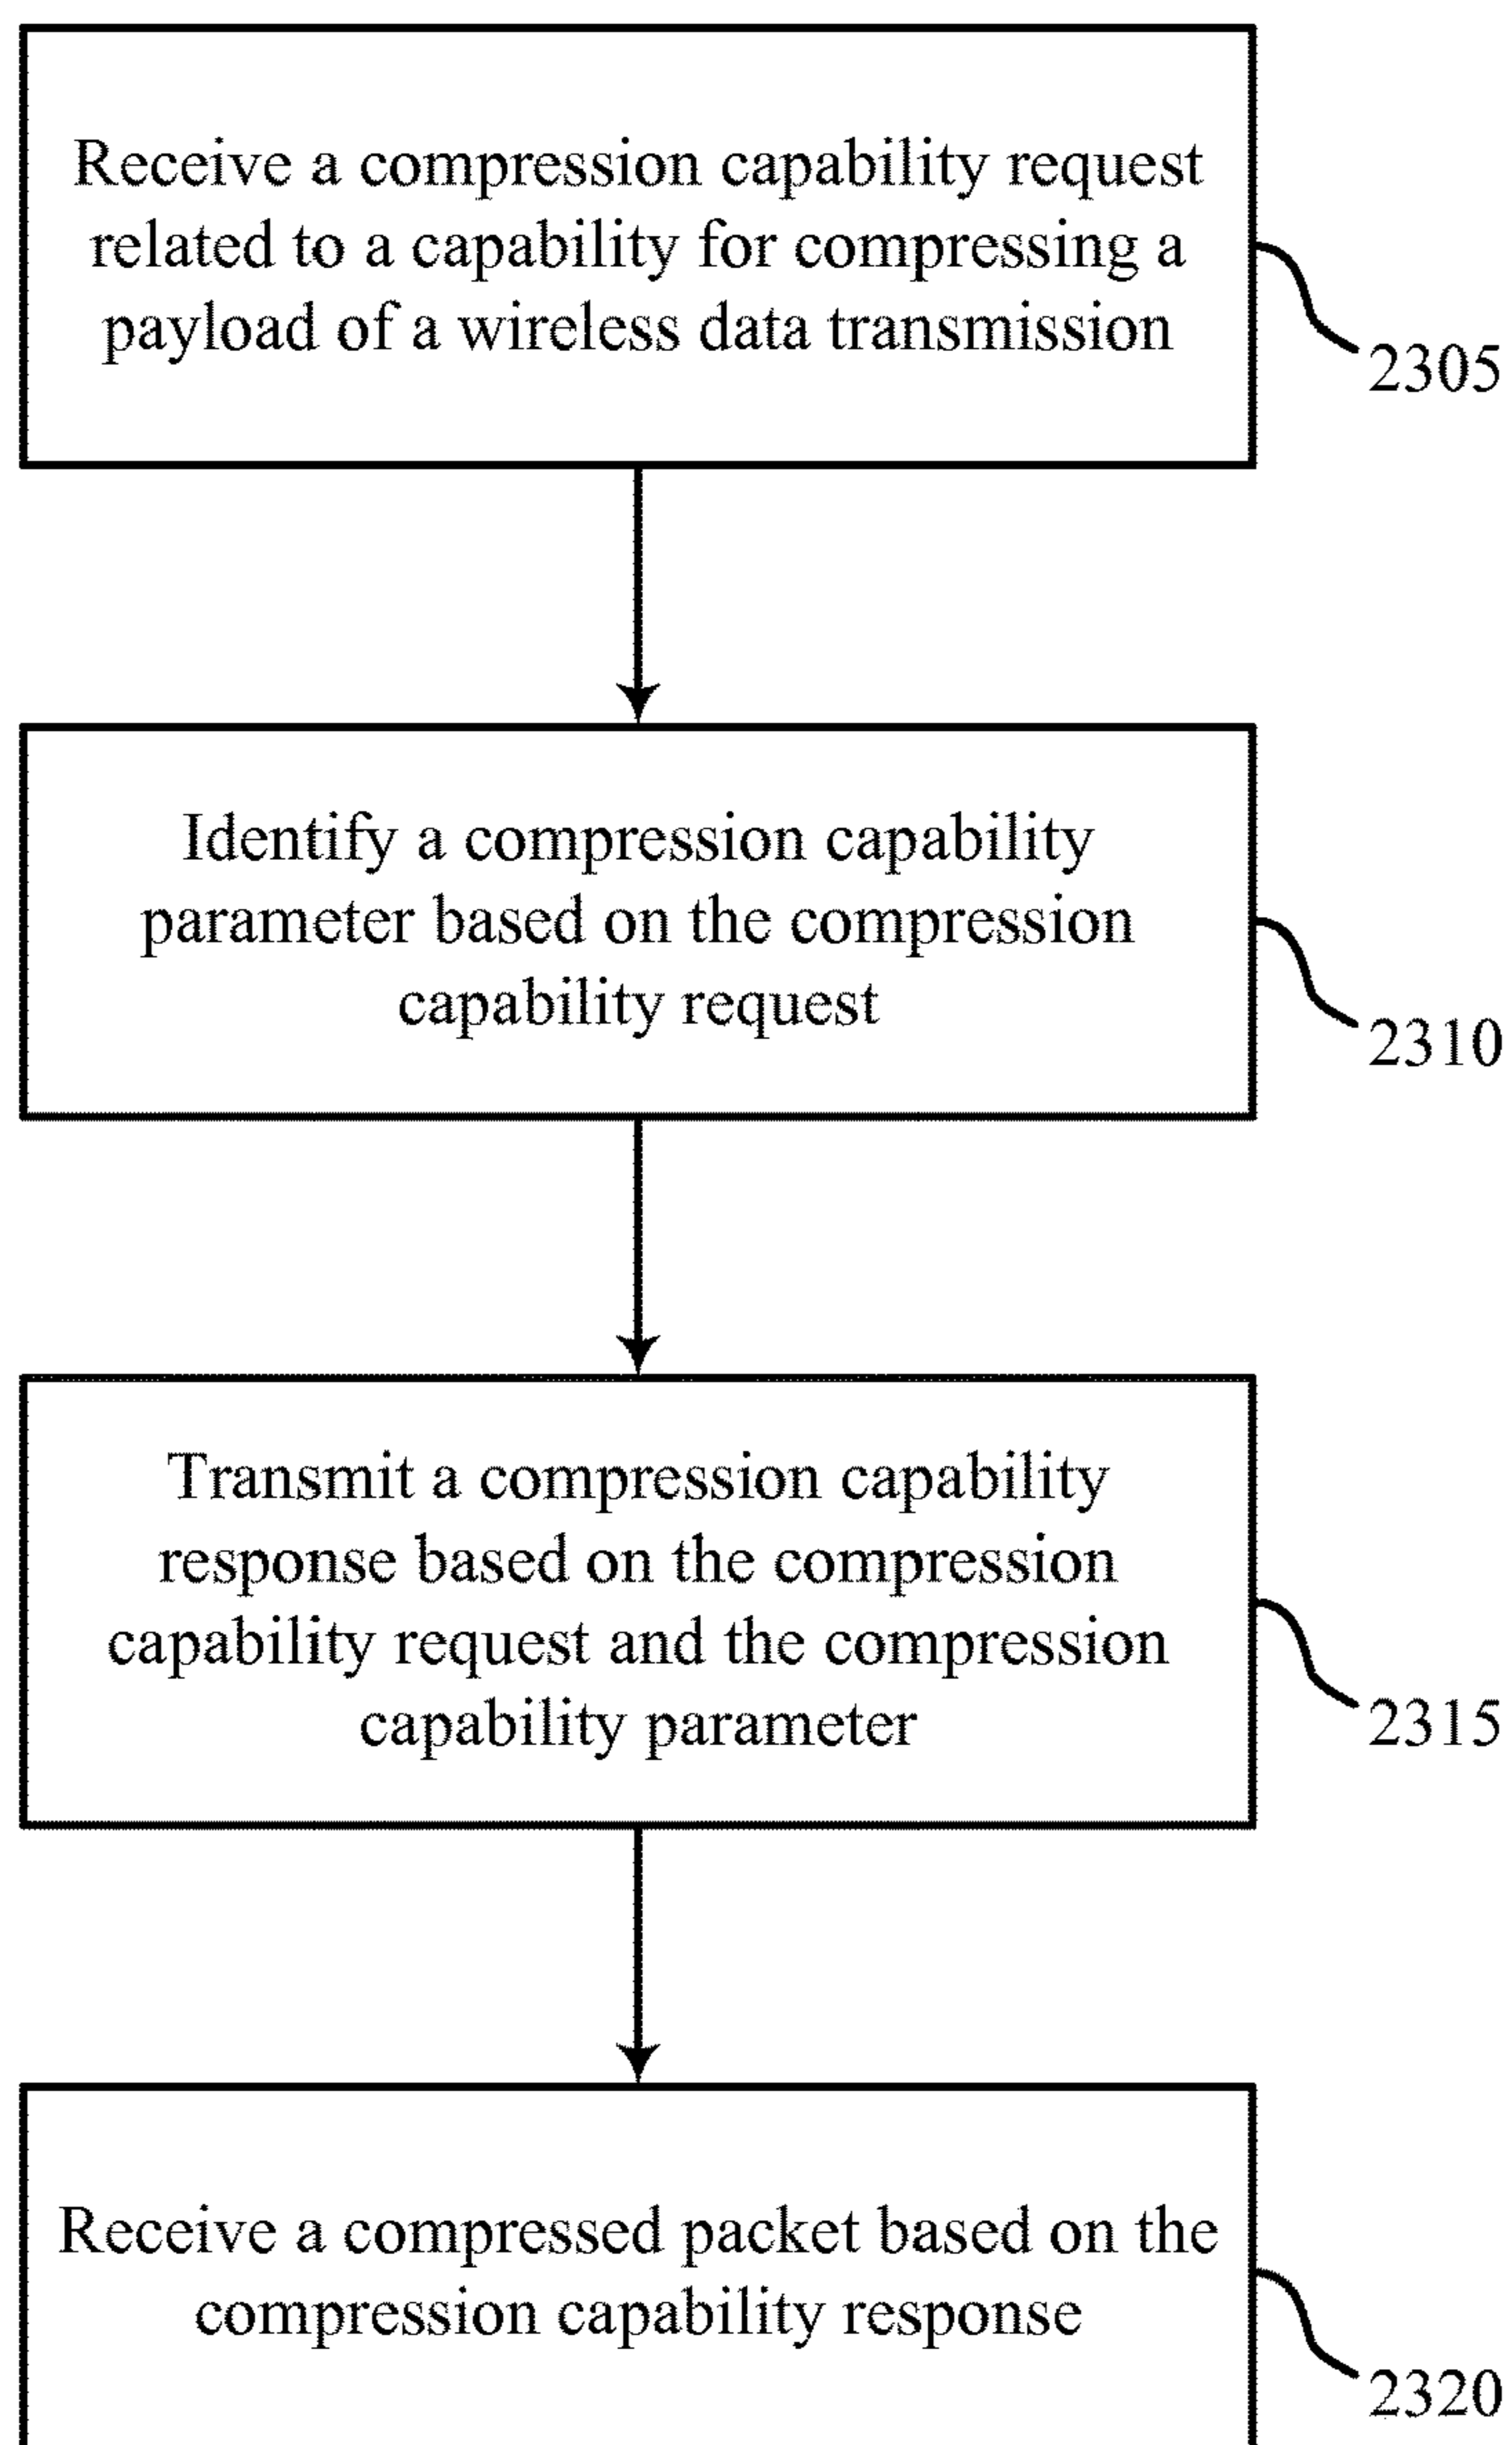 Receive a compression capability request
related to a capability for compressing a
payload of a wireless data transmission
2305
Identify a compression capability
parameter based on the compression
capability request
2310
Transmit a compression capability
response based on the compression
capability request and the compression
capability parameter
2315
Receive a compressed packet based on the
compression capability response
2320